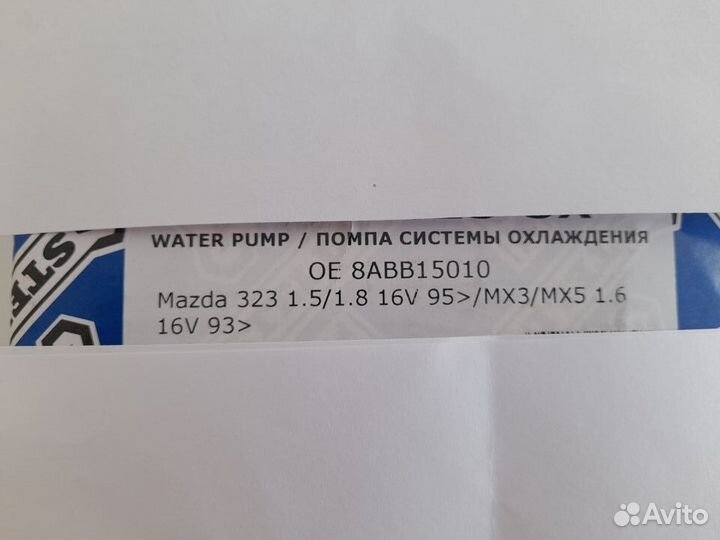 WATER PUMP / ПОМПА СИСТЕМЫ ОХЛАЖДЕНИЯ
OE 8ABB15010
Mazda 323 1.5/1.8 16V 95>/MX3/MX5 1.6
16V 93>
Avito